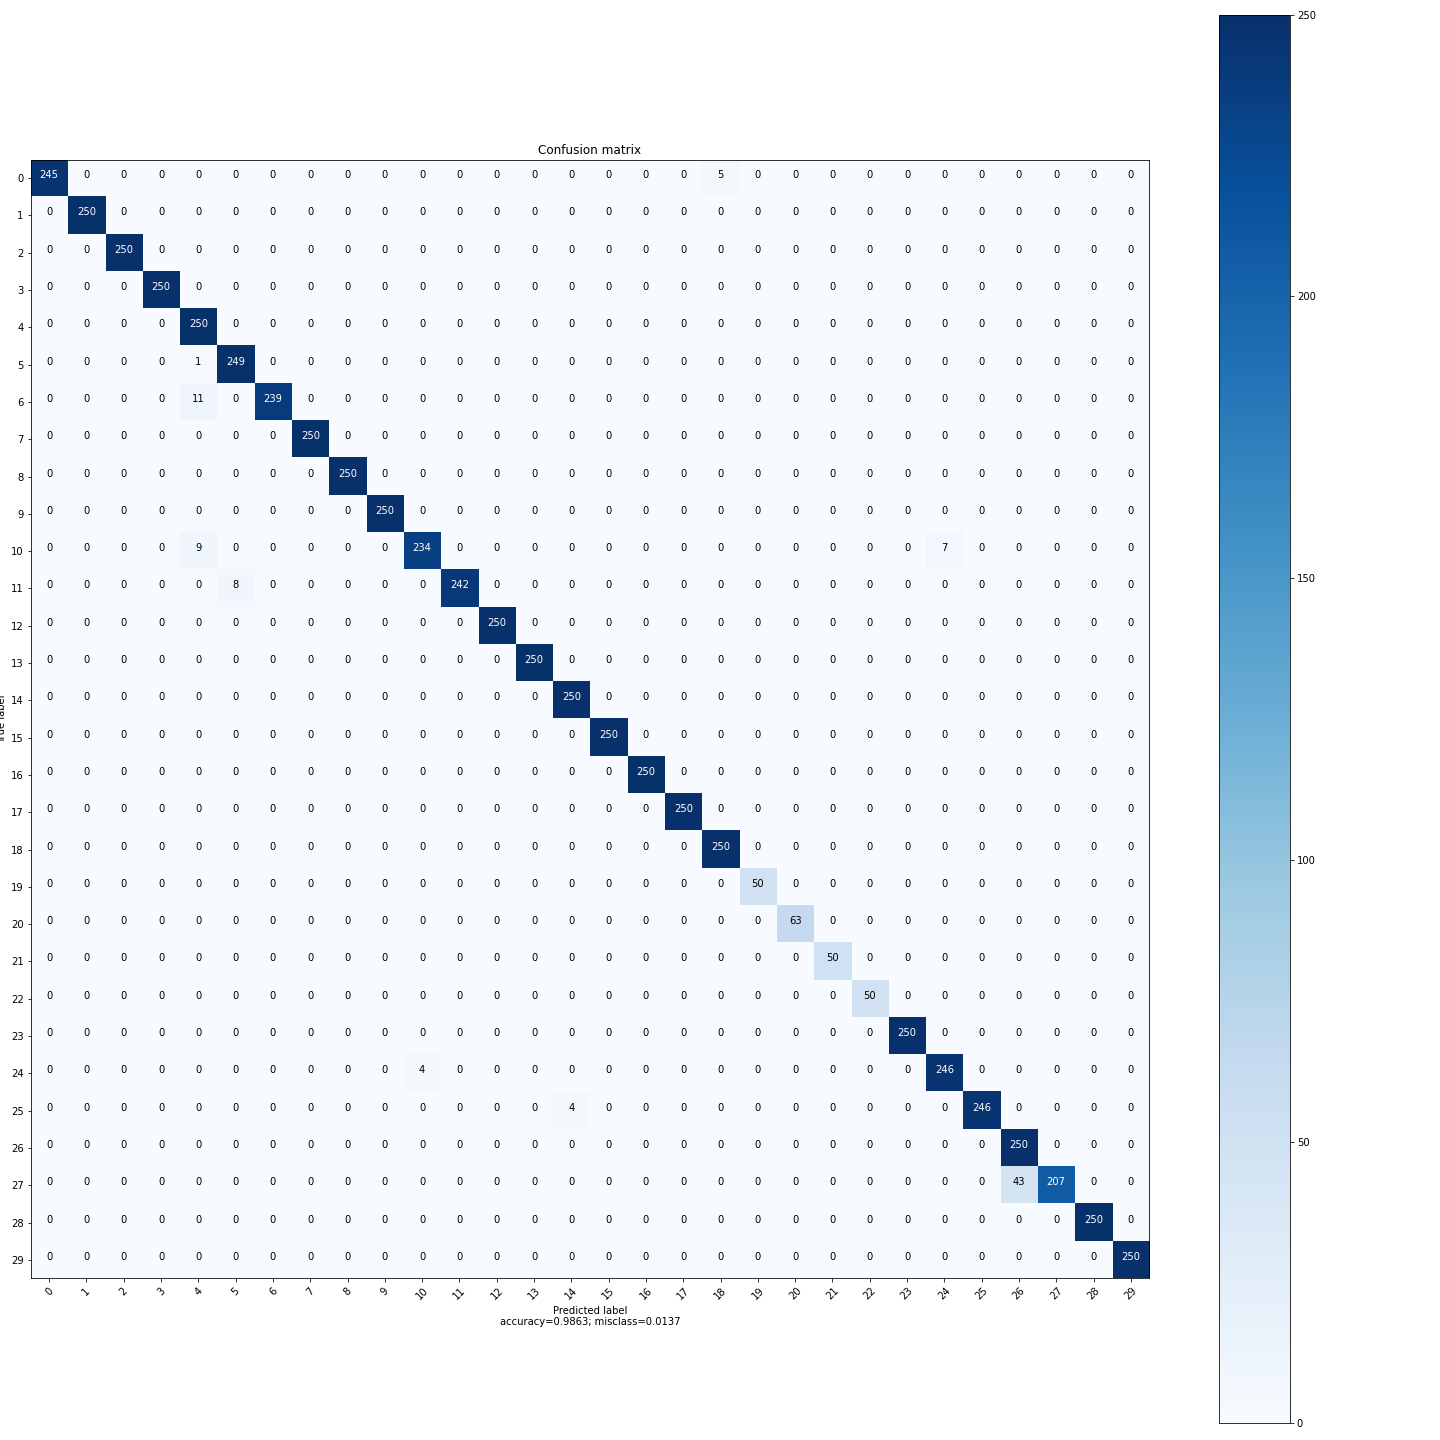 Confusion matrix
0 245 0 0 0 0 0 0 0 0 0 0 0 0 0 0 0 0 0 5 0 0 0 0 0 0 0 0 0 0 0
1 0 250 0 0 0 0 0 0 0 0 0 0 0 0 0 0 0 0 0 0 0 0 0 0 0 0 0 0 0 0
2 0 0 250 0 0 0 0 0 0 0 0 0 0 0 0 0 0 0 0 0 0 0 0 0 0 0 0 0 0 0
3 0 0 0 250 0 0 0 0 0 0 0 0 0 0 0 0 0 0 0 0 0 0 0 0 0 0 0 0 0 0
4 0 0 0 0 250 0 0 0 0 0 0 0 0 0 0 0 0 0 0 0 0 0 0 0 0 0 0 0 0 0
5 0 0 0 0 1 249 0 0 0 0 0 0 0 0 0 0 0 0 0 0 0 0 0 0 0 0 0 0 0 0
6 0 0 0 0 11 0 239 0 0 0 0 0 0 0 0 0 0 0 0 0 0 0 0 0 0 0 0 0 0 0
7 0 0 0 0 0 0 0 250 0 0 0 0 0 0 0 0 0 0 0 0 0 0 0 0 0 0 0 0 0 0
8 0 0 0 0 0 0 0 0 250 0 0 0 0 0 0 0 0 0 0 0 0 0 0 0 0 0 0 0 0 0
9 0 0 0 0 0 0 0 0 0 250 0 0 0 0 0 0 0 0 0 0 0 0 0 0 0 0 0 0 0 0
10 0 0 0 0 9 0 0 0 0 0 234 0 0 0 0 0 0 0 0 0 0 0 0 0 7 0 0 0 0 0
11 0 0 0 0 0 8 0 0 0 0 0 242 0 0 0 0 0 0 0 0 0 0 0 0 0 0 0 0 0 0
12 0 0 0 0 0 0 0 0 0 0 0 0 250 0 0 0 0 0 0 0 0 0 0 0 0 0 0 0 0 0
13 0 0 0 0 0 0 0 0 0 0 0 0 0 250 0 0 0 0 0 0 0 0 0 0 0 0 0 0 0 0
14 0 0 0 0 0 0 0 0 0 0 0 0 0 0 250 0 0 0 0 0 0 0 0 0 0 0 0 0 0 0
15 0 0 0 0 0 0 0 0 0 0 0 0 0 0 0 250 0 0 0 0 0 0 0 0 0 0 0 0 0 0
16 0 0 0 0 0 0 0 0 0 0 0 0 0 0 0 0 250 0 0 0 0 0 0 0 0 0 0 0 0 0
17 0 0 0 0 0 0 0 0 0 0 0 0 0 0 0 0 0 250 0 0 0 0 0 0 0 0 0 0 0 0
18 0 0 0 0 0 0 0 0 0 0 0 0 0 0 0 0 0 0 250 0 0 0 0 0 0 0 0 0 0 0
19 0 0 0 0 0 0 0 0 0 0 0 0 0 0 0 0 0 0 0 50 0 0 0 0 0 0 0 0 0 0
20 0 0 0 0 0 0 0 0 0 0 0 0 0 0 0 0 0 0 0 0 63 0 0 0 0 0 0 0 0 0
21 0 0 0 0 0 0 0 0 0 0 0 0 0 0 0 0 0 0 0 0 0 50 0 0 0 0 0 0 0 0
22 0 0 0 0 0 0 0 0 0 0 0 0 0 0 0 0 0 0 0 0 0 0 50 0 0 0 0 0 0 0
23 0 0 0 0 0 0 0 0 0 0 0 0 0 0 0 0 0 0 0 0 0 0 0 250 0 0 0 0 0 0
24 0 0 0 0 0 0 0 0 0 0 4 0 0 0 0 0 0 0 0 0 0 0 0 0 246 0 0 0 0 0
25 0 0 0 0 0 0 0 0 0 0 0 0 0 0 4 0 0 0 0 0 0 0 0 0 0 246 0 0 0 0
26 0 0 0 0 0 0 0 0 0 0 0 0 0 0 0 0 0 0 0 0 0 0 0 0 0 0 250 0 0 0
27 0 0 0 0 0 0 0 0 0 0 0 0 0 0 0 0 0 0 0 0 0 0 0 0 0 0 43 207 0 0
28 0 0 0 0 0 0 0 0 0 0 0 0 0 0 0 0 0 0 0 0 0 0 0 0 0 0 0 0 250 0
29 0 0 0 0 0 0 0 0 0 0 0 0 0 0 0 0 0 0 0 0 0 0 0 0 0 0 0 0 0 250
0 1 2 3 4 5 6 7 8 9 10 11 12 13 14 15 16 17 18 19 20 21 22 23 24 25 26 27 28 29
Predicted label
accuracy=0.9863; misclass=0.0137
250
200
150
100
50
0